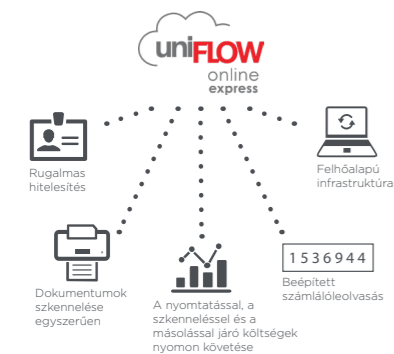 uniFLOW
online
express
Rugalmas
hitelesítés
Felhőalapú
infrastruktúra
Dokumentumok
szkennelése
egyszerűen
A nyomtatással, a
szkenneléssel és a
másolással járó költségek
nyomon követése
1536944
Beépített
számlálóleolvasás